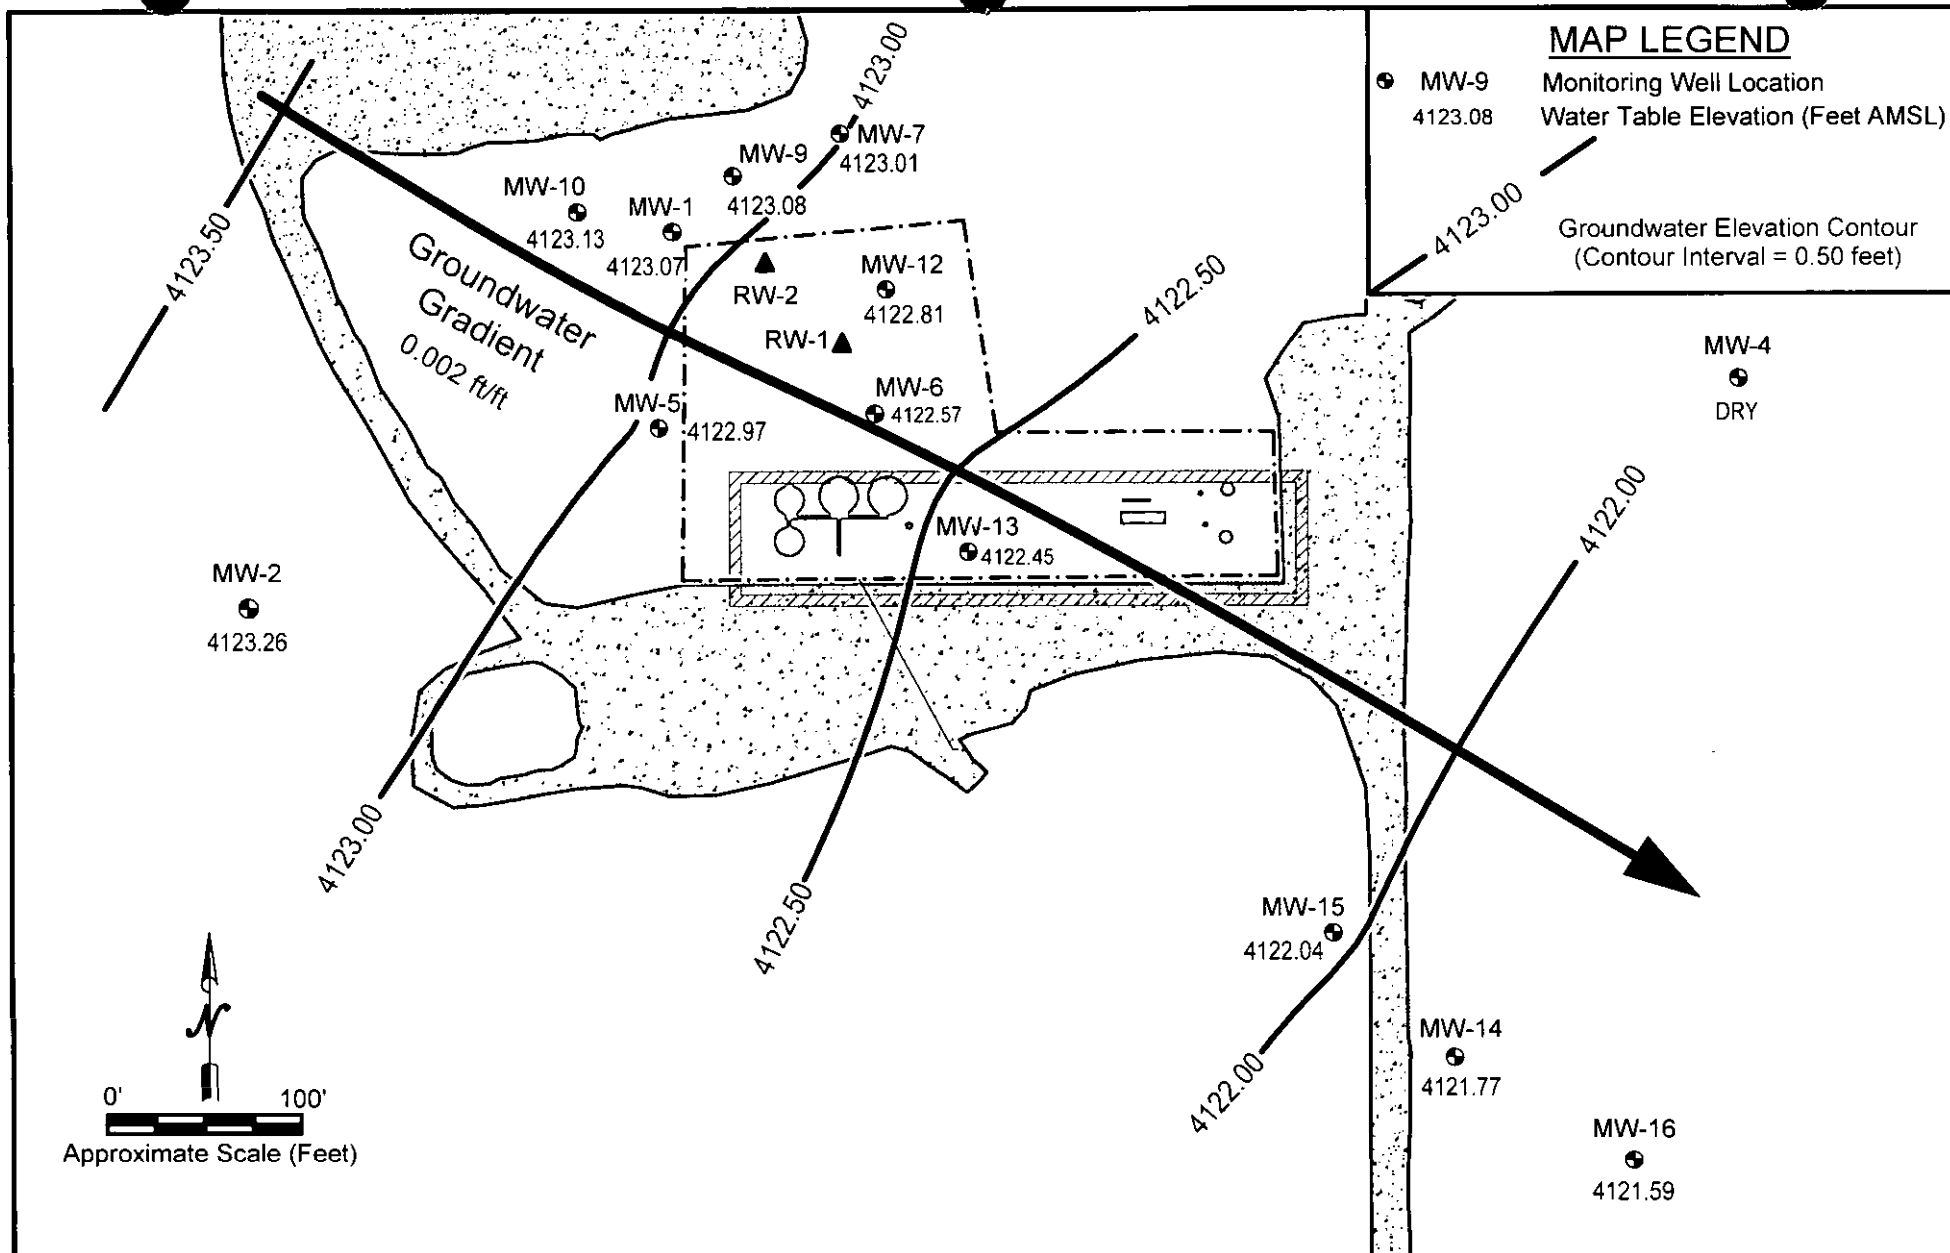 MAP LEGEND
MW-9 Monitoring Well Location
4123.08 Water Table Elevation (Feet AMSL)
4123.00
Groundwater Elevation Contour
(Contour Interval = 0.50 feet)
4123.00
MW-7
4123.01
MW-9
4123.08
MW-10
4123.13
MW-1
4123.07
4123.50
Groundwater
Gradient
0.002 ft/ft
RW-2
MW-12
4122.81
RW-1
4122.50
MW-4
DRY
MW-5
4122.97
MW-6
4122.57
4122.00
MW-13
4122.45
MW-2
4123.26
4123.00
4122.50
MW-15
4122.04
N
MW-14
4121.77
4122.00
0' 100'
Approximate Scale (Feet)
MW-16
4121.59